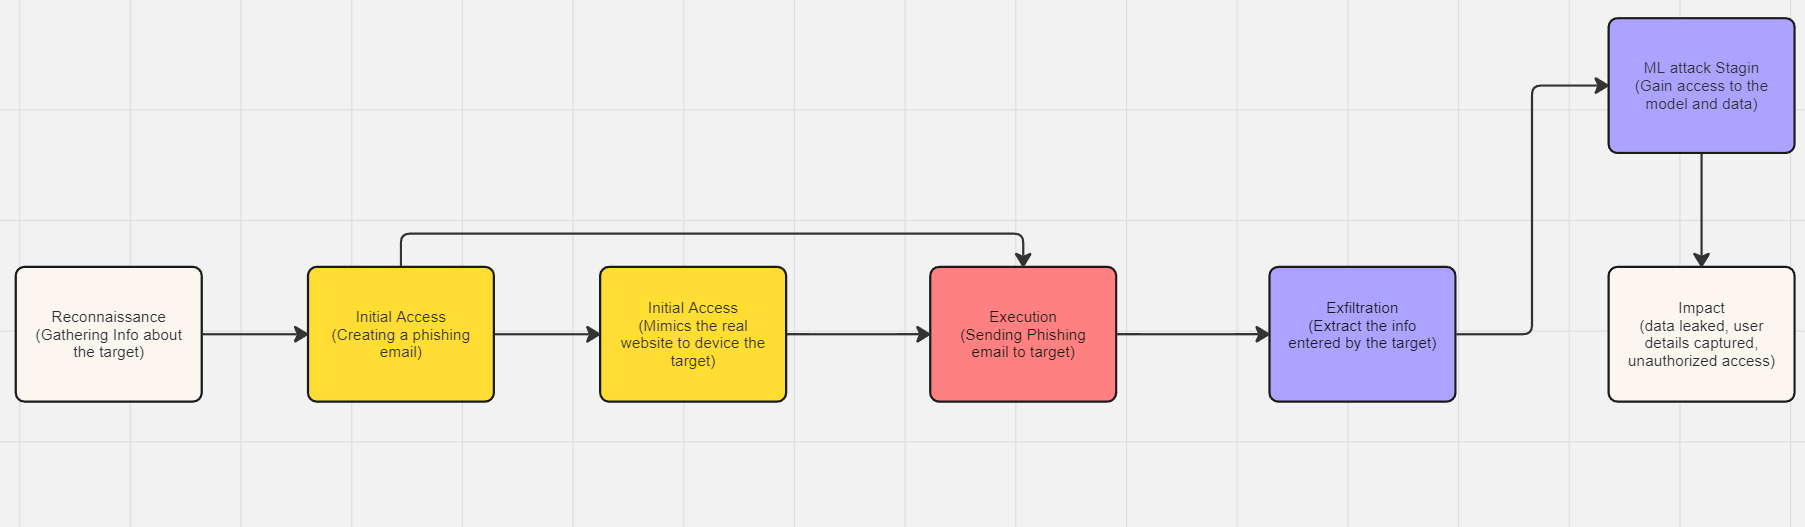 Reconnaissance
(Gathering Info about
the target)
Initial Access
(Creating a phishing
email)
Initial Access
(Mimics the real
website to device the
target)
Execution
(Sending Phishing
email to target)
Exfiltration
(Extract the info
entered by the target)
ML attack Stagin
(Gain access to the
model and data)
Impact
(data leaked, user
details captured,
unauthorized access)